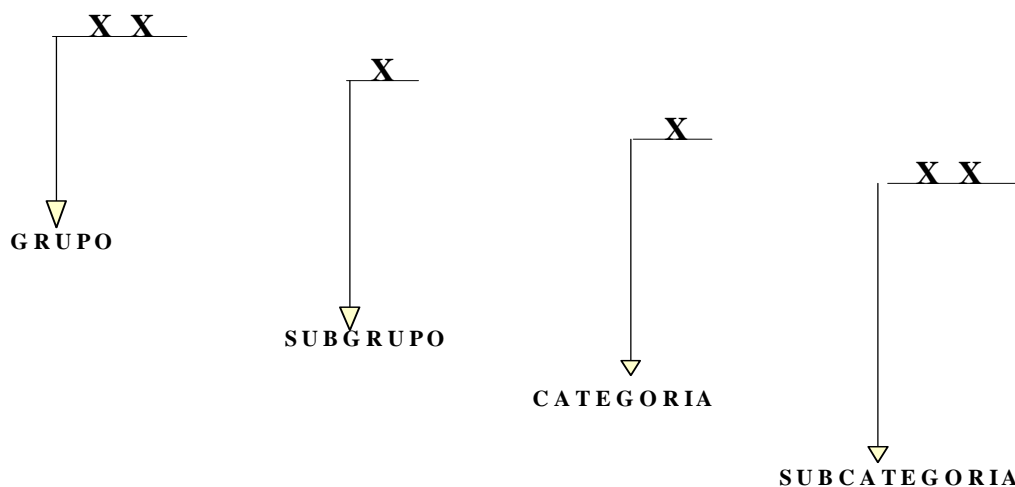 X X
X
X
X X
GRUPO
SUBGRUPO
CATEGORIA
SUBCATEGORIA